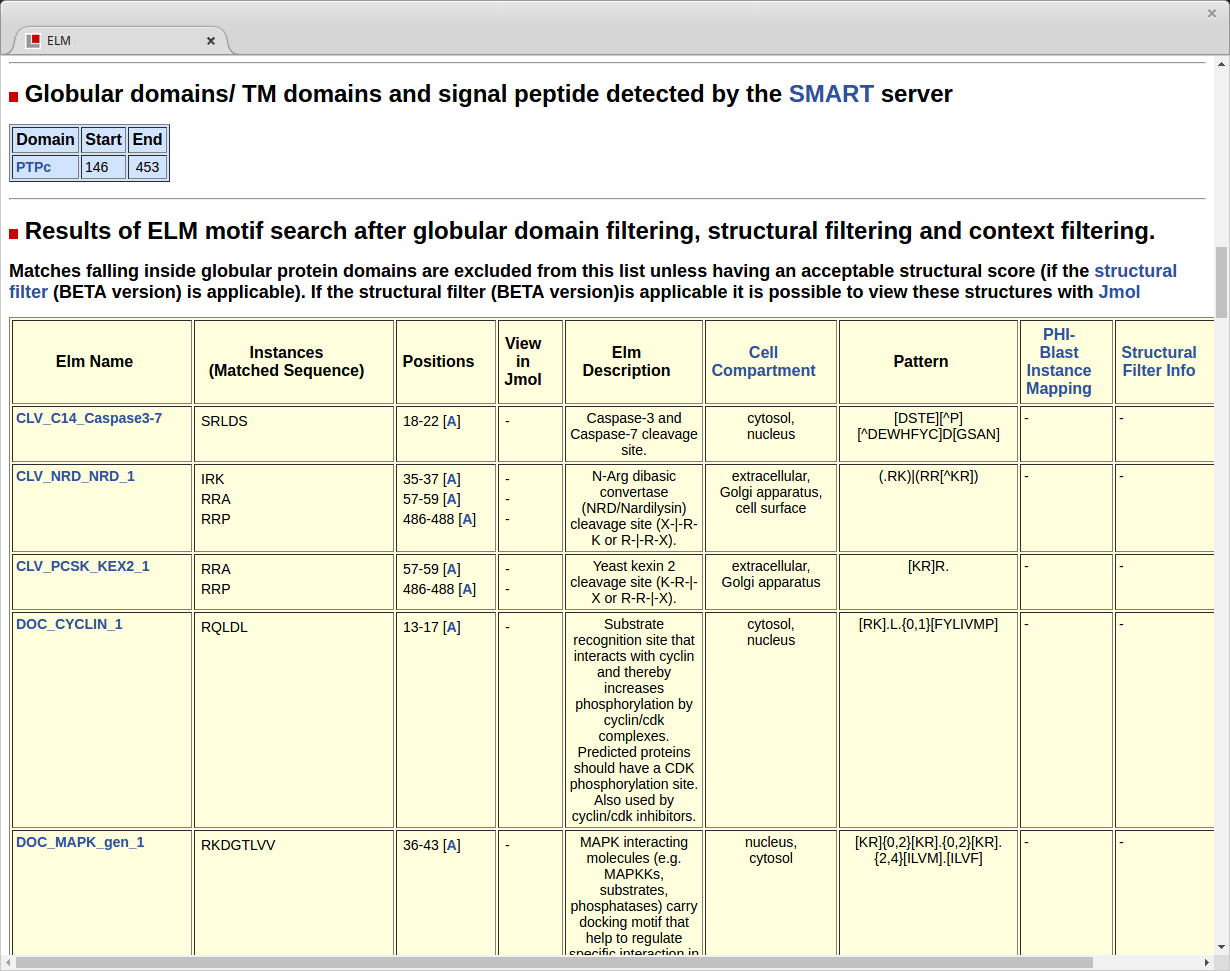 ELM
Globular domains/ TM domains and signal peptide detected by the SMART server
Domain Start End
PTPc 146 453
Results of ELM motif search after globular domain filtering, structural filtering and context filtering.
Matches falling inside globular protein domains are excluded from this list unless having an acceptable structural score (if the structural
filter (BETA version) is applicable). If the structural filter (BETA version)is applicable it is possible to view these structures with Jmol
Elm Name
Instances
(Matched Sequence)
Positions
View
in
Jmol
Elm
Description
Cell
Compartment
Pattern
PHI-
Blast
Instance
Mapping
Structural
Filter Info
CLV_C14_Caspase3-7
SRLDS
18-22 [A]
-
Caspase-3 and
Caspase-7 cleavage
site.
cytosol,
nucleus
[DSTE][^P]
[^DEWHFYC]D[GSAN]
-
-
CLV_NRD_NRD_1
IRK
RRA
RRP
35-37 [A]
57-59 [A]
486-488 [A]
-
-
-
N-Arg dibasic
convertase
(NRD/Nardilysin)
cleavage site (X-|-R-
K or R-|-R-X).
extracellular,
Golgi apparatus,
cell surface
(.RK)|(RR[^KR])
-
-
CLV_PCSK_KEX2_1
RRA
RRP
57-59 [A]
486-488 [A]
-
-
Yeast kexin 2
cleavage site (K-R-|-
X or R-R-|-X).
extracellular,
Golgi apparatus
[KR]R.
-
-
DOC_CYCLIN_1
RQLDL
13-17 [A]
-
Substrate
recognition site that
interacts with cyclin
and thereby
increases
phosphorylation by
cyclin/cdk
complexes.
Predicted proteins
should have a CDK
phosphorylation site.
Also used by
cyclin/cdk inhibitors.
cytosol,
nucleus
[RK].L.{0,1}[FYLIVMP]
-
-
DOC_MAPK_gen_1
RKDGTLVV
36-43 [A]
-
MAPK interacting
molecules (e.g.
MAPKKs,
substrates,
phosphatases) carry
docking motif that
help to regulate
specific interaction in
nucleus,
cytosol
[KR]{0,2}[KR].{0,2}[KR].
{2,4}[ILVM].[ILVF]
-
-